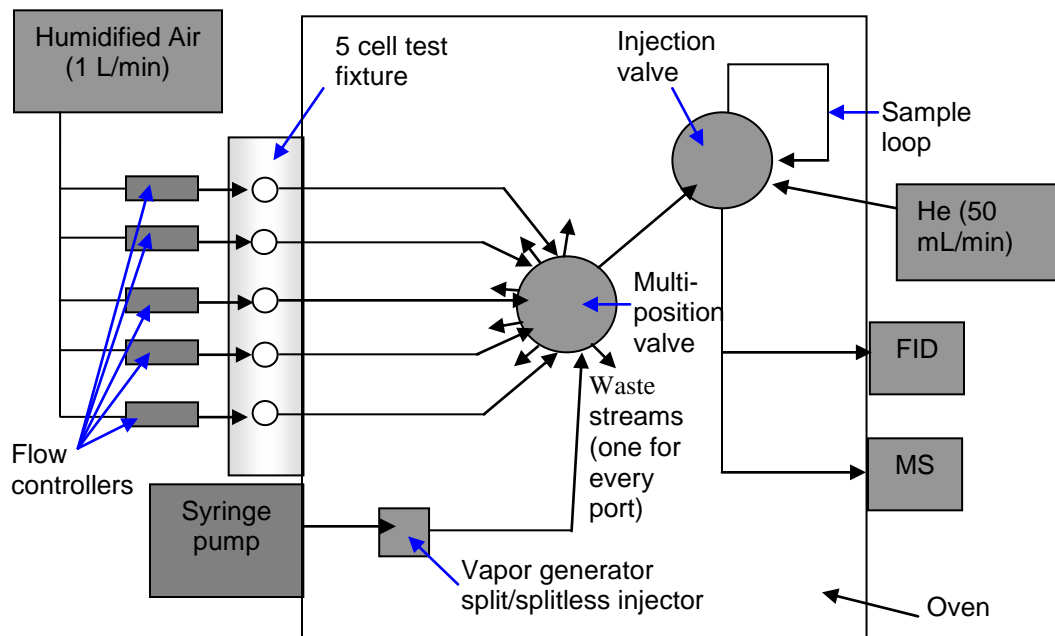 Humidified Air
(1 L/min)
5 cell test
fixture
Injection
valve
Sample
loop
He (50
mL/min)
Multi-
position
valve
Waste
streams
(one for
every
port)
FID
MS
Flow
controllers
Syringe
pump
Vapor generator
split/splitless injector
Oven